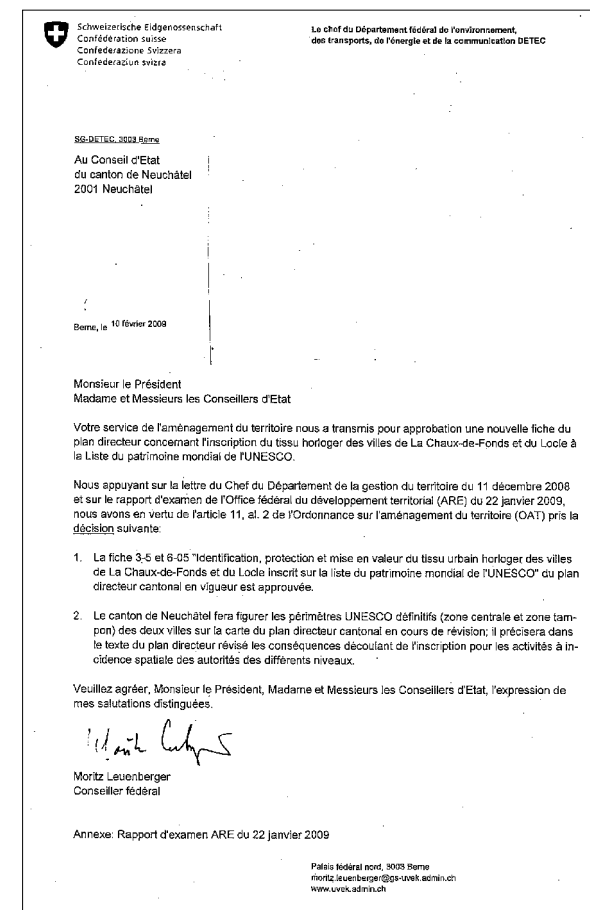 Schweizerische Eidgenossenschaft
Confédération suisse
Confederazione Svizzera
Confederaziun svizra
Le chef du Département fédéral de l'environnement,
des transports, de l'énergie et de la communication DETEC
SG-DETEC, 3003 Berne
Au Conseil d'Etat
du canton de Neuchâtel
2001 Neuchâtel
Berne, le 10 février 2009
Monsieur le Président
Madame et Messieurs les Conseillers d'Etat
Votre service de l'aménagement du territoire nous a transmis pour approbation une nouvelle fiche du
plan directeur concernant l'inscription du tissu horloger des villes de La Chaux-de-Fonds et du Locle à
la Liste du patrimoine mondial de l'UNESCO.
Nous appuyant sur la lettre du Chef du Département de la gestion du territoire du 11 décembre 2008
et sur le rapport d'examen de l'Office fédéral du développement territorial (ARE) du 22 janvier 2009,
nous avons en vertu de l'article 11, al. 2 de l'Ordonnance sur l'aménagement du territoire (OAT) pris la
décision suivante:
1. La fiche 3-5 et 6-05 "Identification, protection et mise en valeur du tissu urbain horloger des villes
de La Chaux-de-Fonds et du Locle inscrit sur la liste du patrimoine mondial de l'UNESCO" du plan
directeur cantonal en vigueur est approuvée.
2. Le canton de Neuchâtel fera figurer les périmètres UNESCO définitifs (zone centrale et zone tam-
pon) des deux villes sur la carte du plan directeur cantonal en cours de révision; il précisera dans
le texte du plan directeur révisé les conséquences découlant de l'inscription pour les activités à in-
cidence spatiale des autorités des différents niveaux.
Veuillez agréer, Monsieur le Président, Madame et Messieurs les Conseillers d'Etat, l'expression de
mes salutations distinguées.
Moritz Leuenberger
Conseiller fédéral
Annexe: Rapport d'examen ARE du 22 janvier 2009
Palais fédéral nord, 3003 Berne
moritz.leuenberger@gs-uvek.admin.ch
www.uvek.admin.ch